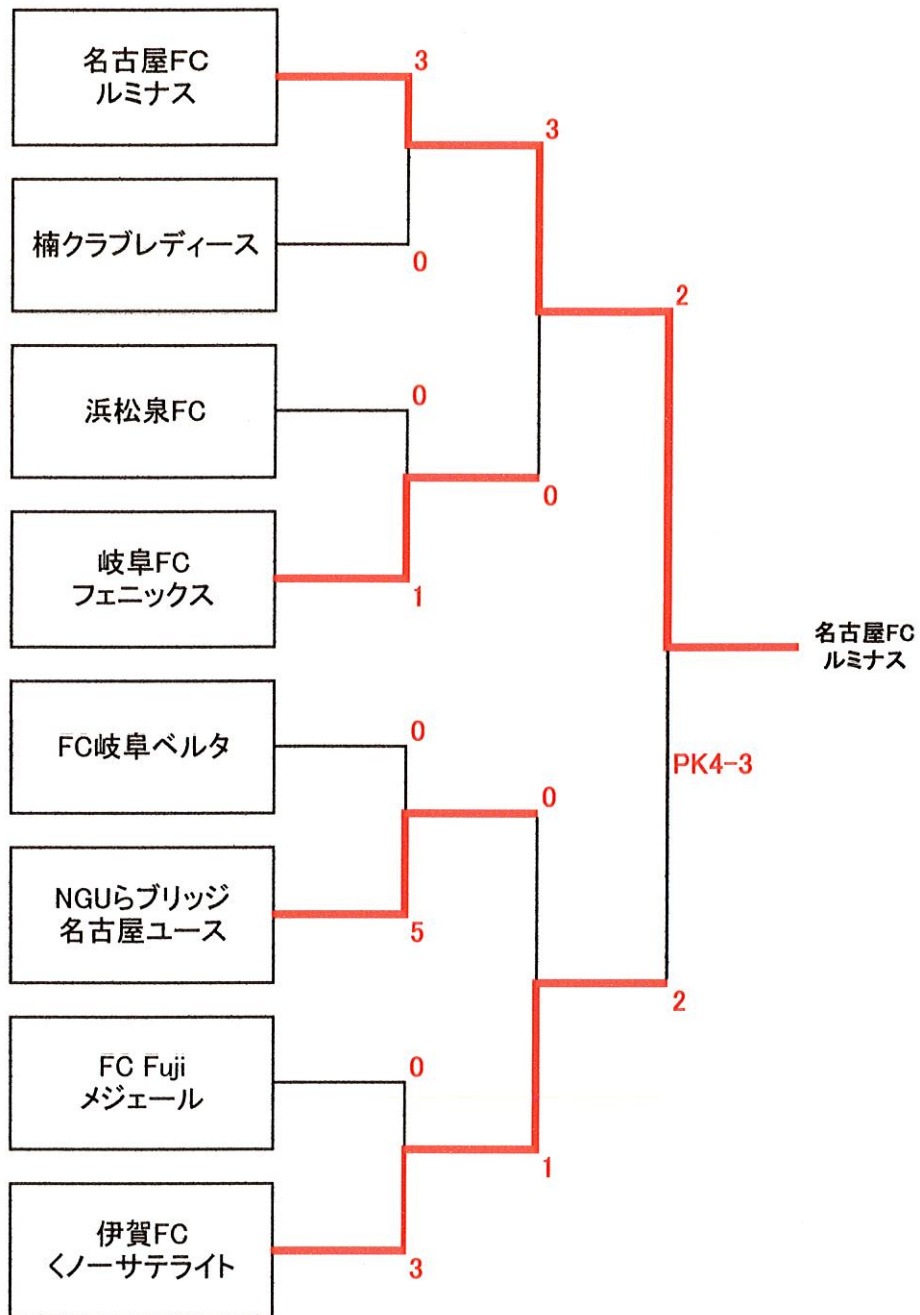 名古屋FC
ルミナス
3
3
楠クラブレディース
0
2
浜松泉FC
0
0
岐阜FC
フェニックス
1
名古屋FC
ルミナス
FC岐阜ベルタ
0
PK4-3
0
NGUらブリッジ
名古屋ユース
5
2
FC Fuji
メジェール
0
1
伊賀FC
くノーサテライト
3